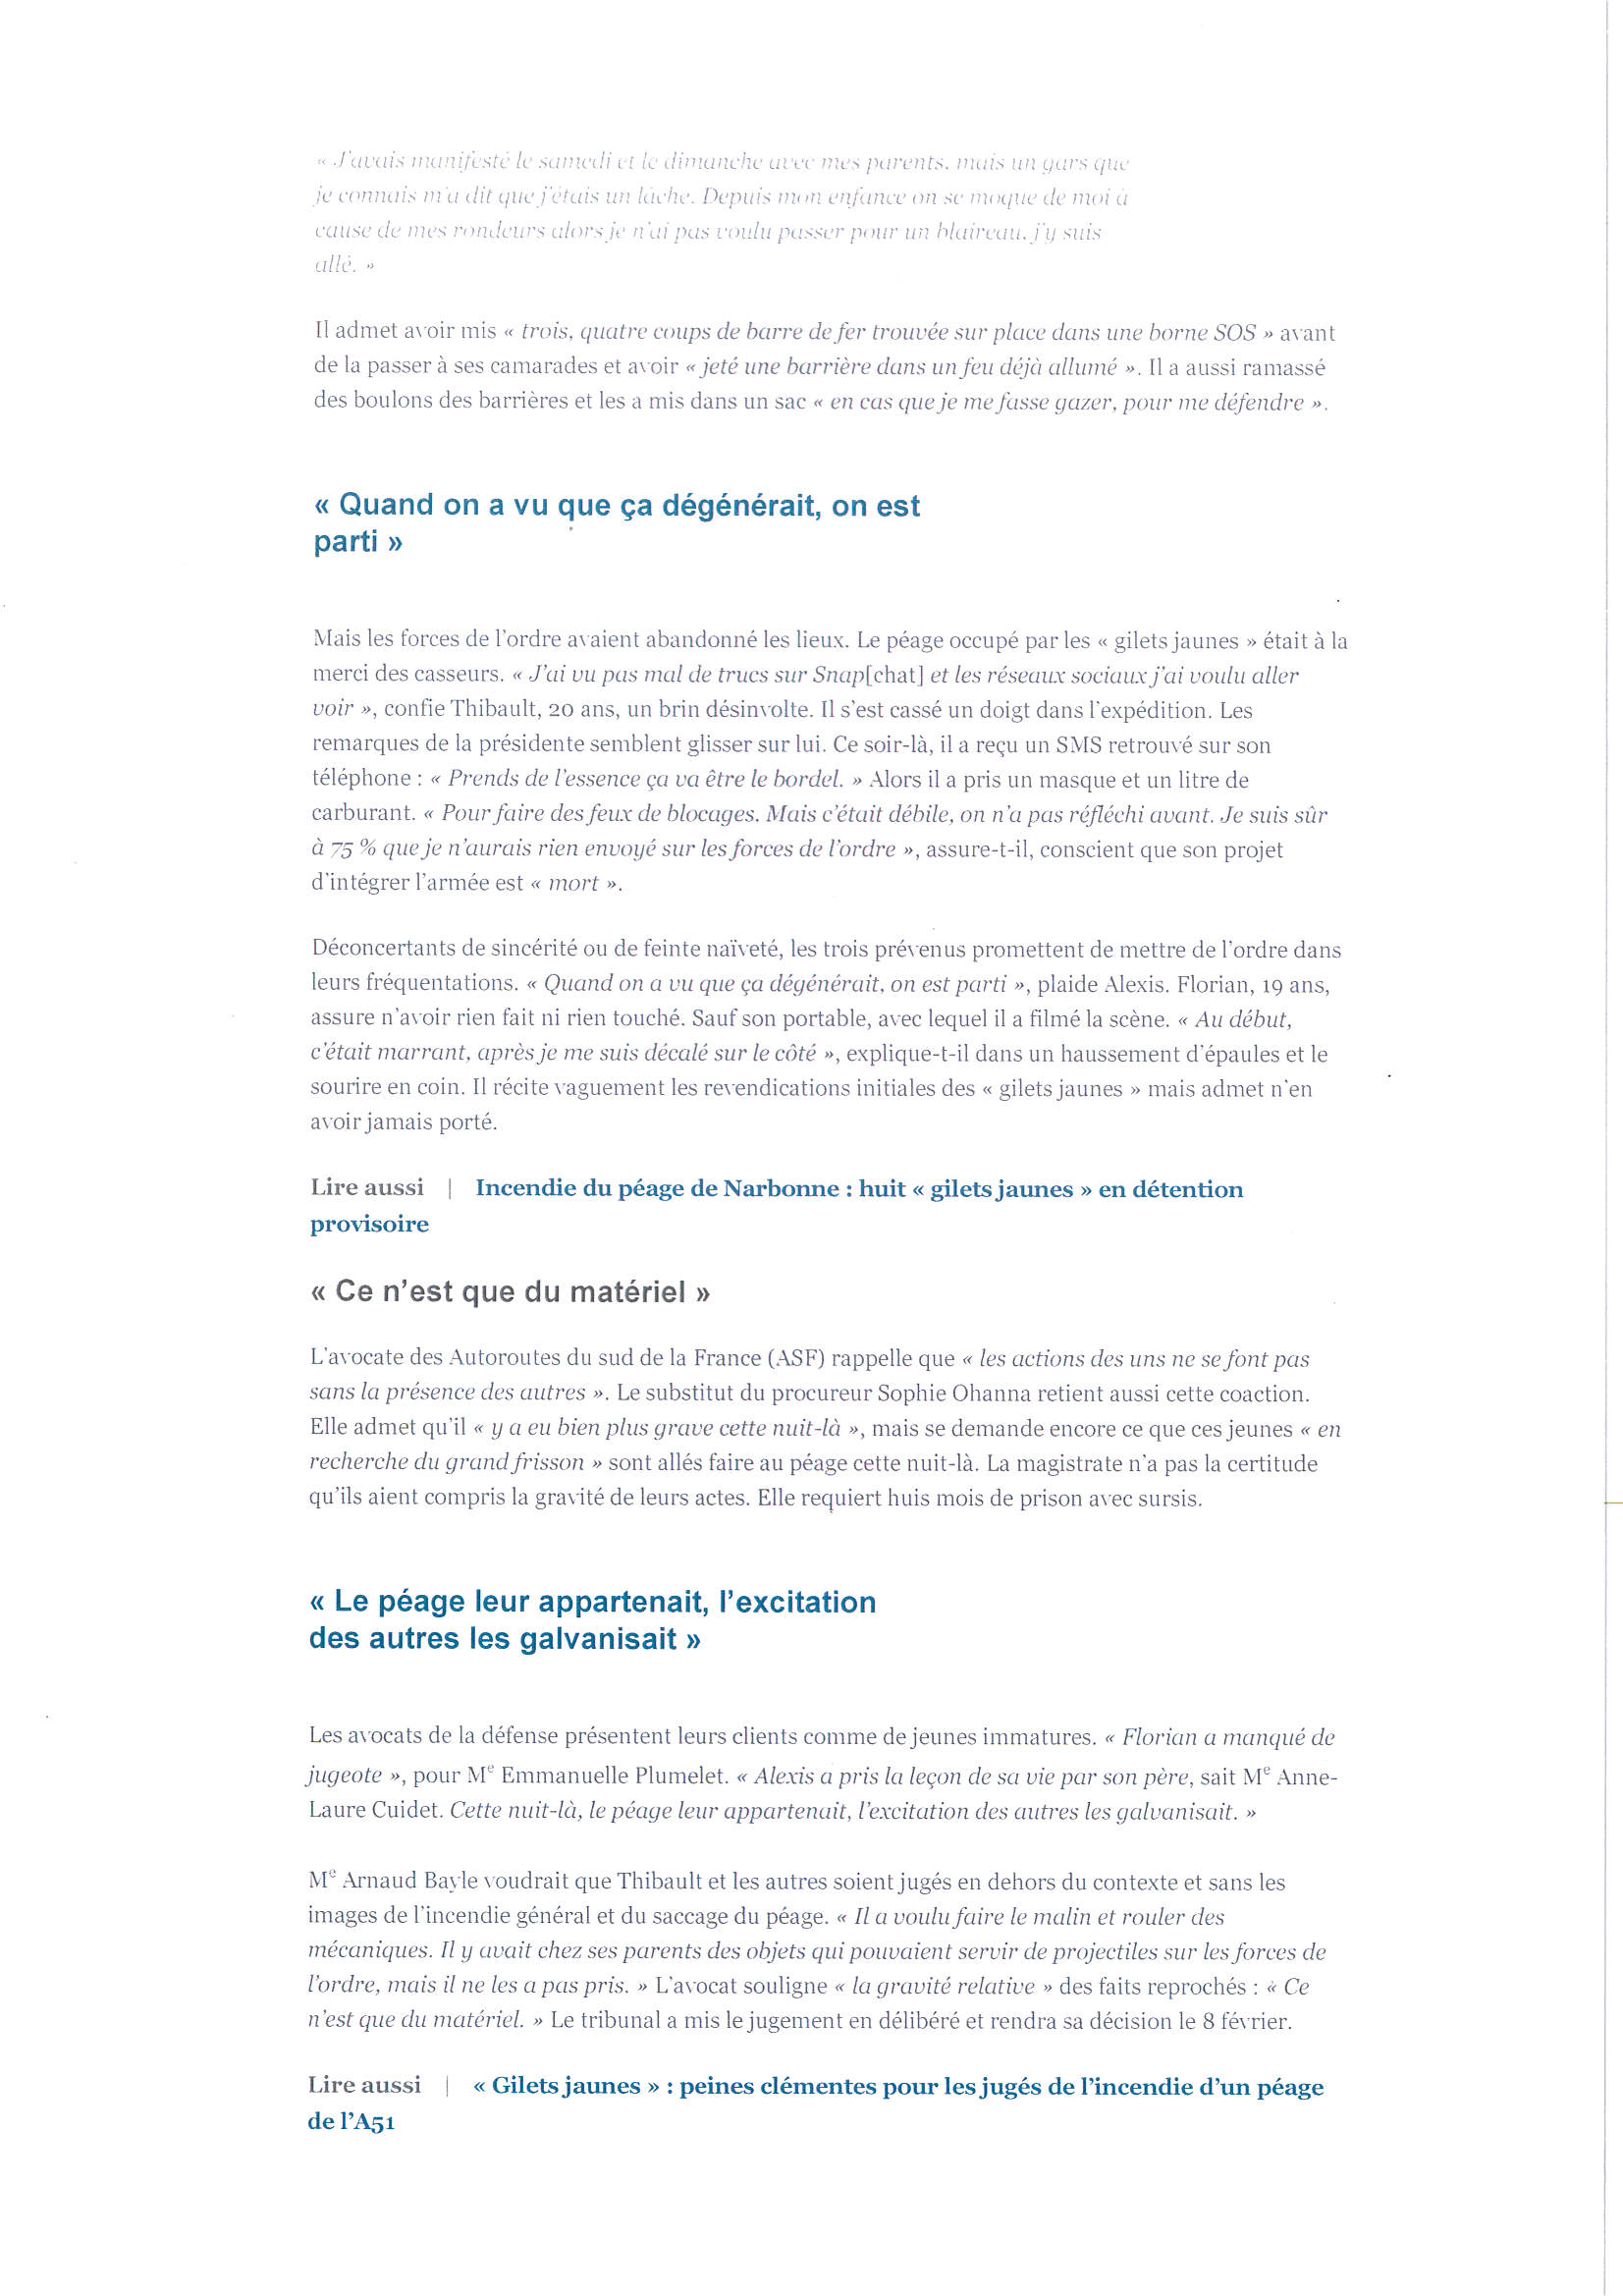 « J'avais manifesté le samedi et le dimanche avec mes parents, mais un gars que
je connais m'a dit que j'étais un lâche. Depuis mon enfance on se moque de moi à
cause de mes rondeurs alors je n'ai pas voulu passer pour un blaireau, j'y suis
allé. »
Il admet avoir mis « trois, quatre coups de barre de fer trouvée sur place dans une borne SOS » avant
de la passer à ses camarades et avoir « jeté une barrière dans un feu déjà allumé ». Il a aussi ramassé
des boulons des barrières et les a mis dans un sac « en cas que je me fasse gazer, pour me défendre ».
« Quand on a vu que ça dégénérait, on est
parti »
Mais les forces de l'ordre avaient abandonné les lieux. Le péage occupé par les « gilets jaunes » était à la
merci des casseurs. « J'ai vu pas mal de trucs sur Snap[chat] et les réseaux sociaux j'ai voulu aller
voir », confie Thibault, 20 ans, un brin désinvolte. Il s'est cassé un doigt dans l'expédition. Les
remarques de la présidente semblent glisser sur lui. Ce soir-là, il a reçu un SMS retrouvé sur son
téléphone : « Prends de l'essence ça va être le bordel. » Alors il a pris un masque et un litre de
carburant. « Pour faire des feux de blocages. Mais c'était débile, on n'a pas réfléchi avant. Je suis sûr
à 75 % que je n'aurais rien envoyé sur les forces de l'ordre », assure-t-il, conscient que son projet
d'intégrer l'armée est « mort ».
Déconcertants de sincérité ou de feinte naïveté, les trois prévenus promettent de mettre de l'ordre dans
leurs fréquentations. « Quand on a vu que ça dégénérait, on est parti », plaide Alexis. Florian, 19 ans,
assure n'avoir rien fait ni rien touché. Sauf son portable, avec lequel il a filmé la scène. « Au début,
c'était marrant, après je me suis décalé sur le côté », explique-t-il dans un haussement d'épaules et le
sourire en coin. Il récite vaguement les revendications initiales des « gilets jaunes » mais admet n'en
avoir jamais porté.
Lire aussi | Incendie du péage de Narbonne : huit « gilets jaunes » en détention
provisoire
« Ce n'est que du matériel »
L'avocate des Autoroutes du sud de la France (ASF) rappelle que « les actions des uns ne se font pas
sans la présence des autres ». Le substitut du procureur Sophie Ohanna retient aussi cette coaction.
Elle admet qu'il « y a eu bien plus grave cette nuit-là », mais se demande encore ce que ces jeunes « en
recherche du grand frisson » sont allés faire au péage cette nuit-là. La magistrate n'a pas la certitude
qu'ils aient compris la gravité de leurs actes. Elle requiert huis mois de prison avec sursis.
« Le péage leur appartenait, l'excitation
des autres les galvanisait »
Les avocats de la défense présentent leurs clients comme de jeunes immatures. « Florian a manqué de
jugeote », pour Me Emmanuelle Plumelet. « Alexis a pris la leçon de sa vie par son père, sait Me Anne-
Laure Cuidet. Cette nuit-là, le péage leur appartenait, l'excitation des autres les galvanisait. »
Me Arnaud Bayle voudrait que Thibault et les autres soient jugés en dehors du contexte et sans les
images de l'incendie général et du saccage du péage. « Il a voulu faire le malin et rouler des
mécaniques. Il y avait chez ses parents des objets qui pouvaient servir de projectiles sur les forces de
l'ordre, mais il ne les a pas pris. » L'avocat souligne « la gravité relative » des faits reprochés : « Ce
n'est que du matériel. » Le tribunal a mis le jugement en délibéré et rendra sa décision le 8 février.
Lire aussi | « Gilets jaunes » : peines clémentes pour les jugés de l'incendie d'un péage
de l'A51